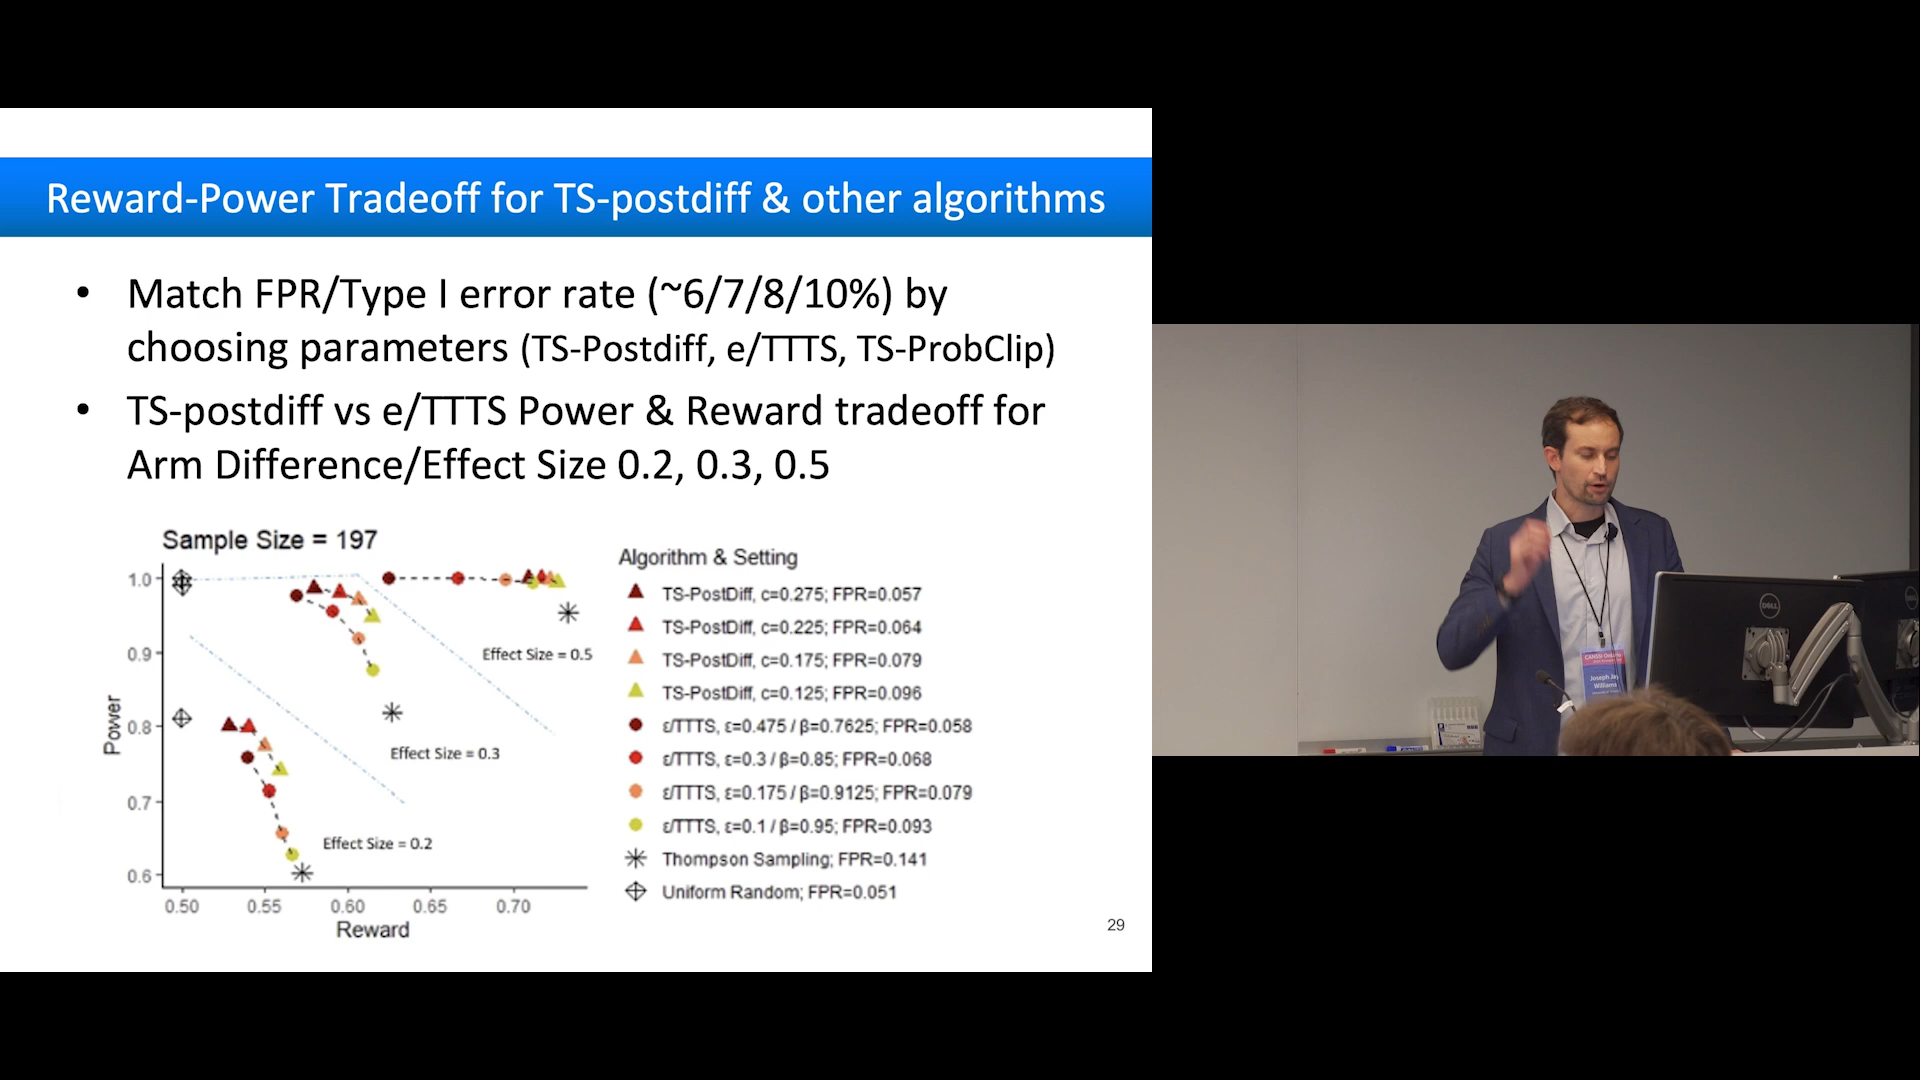 Reward-Power Tradeoff for TS-postdiff & other algorithms
• Match FPR/Type I error rate (~6/7/8/10%) by
choosing parameters (TS-Postdiff, e/TTTS, TS-ProbClip)
• TS-postdiff vs e/TTTS Power & Reward tradeoff for
Arm Difference/Effect Size 0.2, 0.3, 0.5
Sample Size = 197
1.0
0.9
0.8
0.7
0.6
Power
0.50 0.55 0.60 0.65 0.70
Reward
Effect Size = 0.5
Effect Size = 0.3
Effect Size = 0.2
Algorithm & Setting
TS-PostDiff, c=0.275; FPR=0.057
TS-PostDiff, c=0.225; FPR=0.064
TS-PostDiff, c=0.175; FPR=0.079
TS-PostDiff, c=0.125; FPR=0.096
ε/TTTS, ε=0.475 / β=0.7625; FPR=0.058
ε/TTTS, ε=0.3 / β=0.85; FPR=0.068
ε/TTTS, ε=0.175 / β=0.9125; FPR=0.079
ε/TTTS, ε=0.1 / β=0.95; FPR=0.093
Thompson Sampling; FPR=0.141
Uniform Random; FPR=0.051
29
DELL
CANSSI Ontario
Joseph Jay
Williams